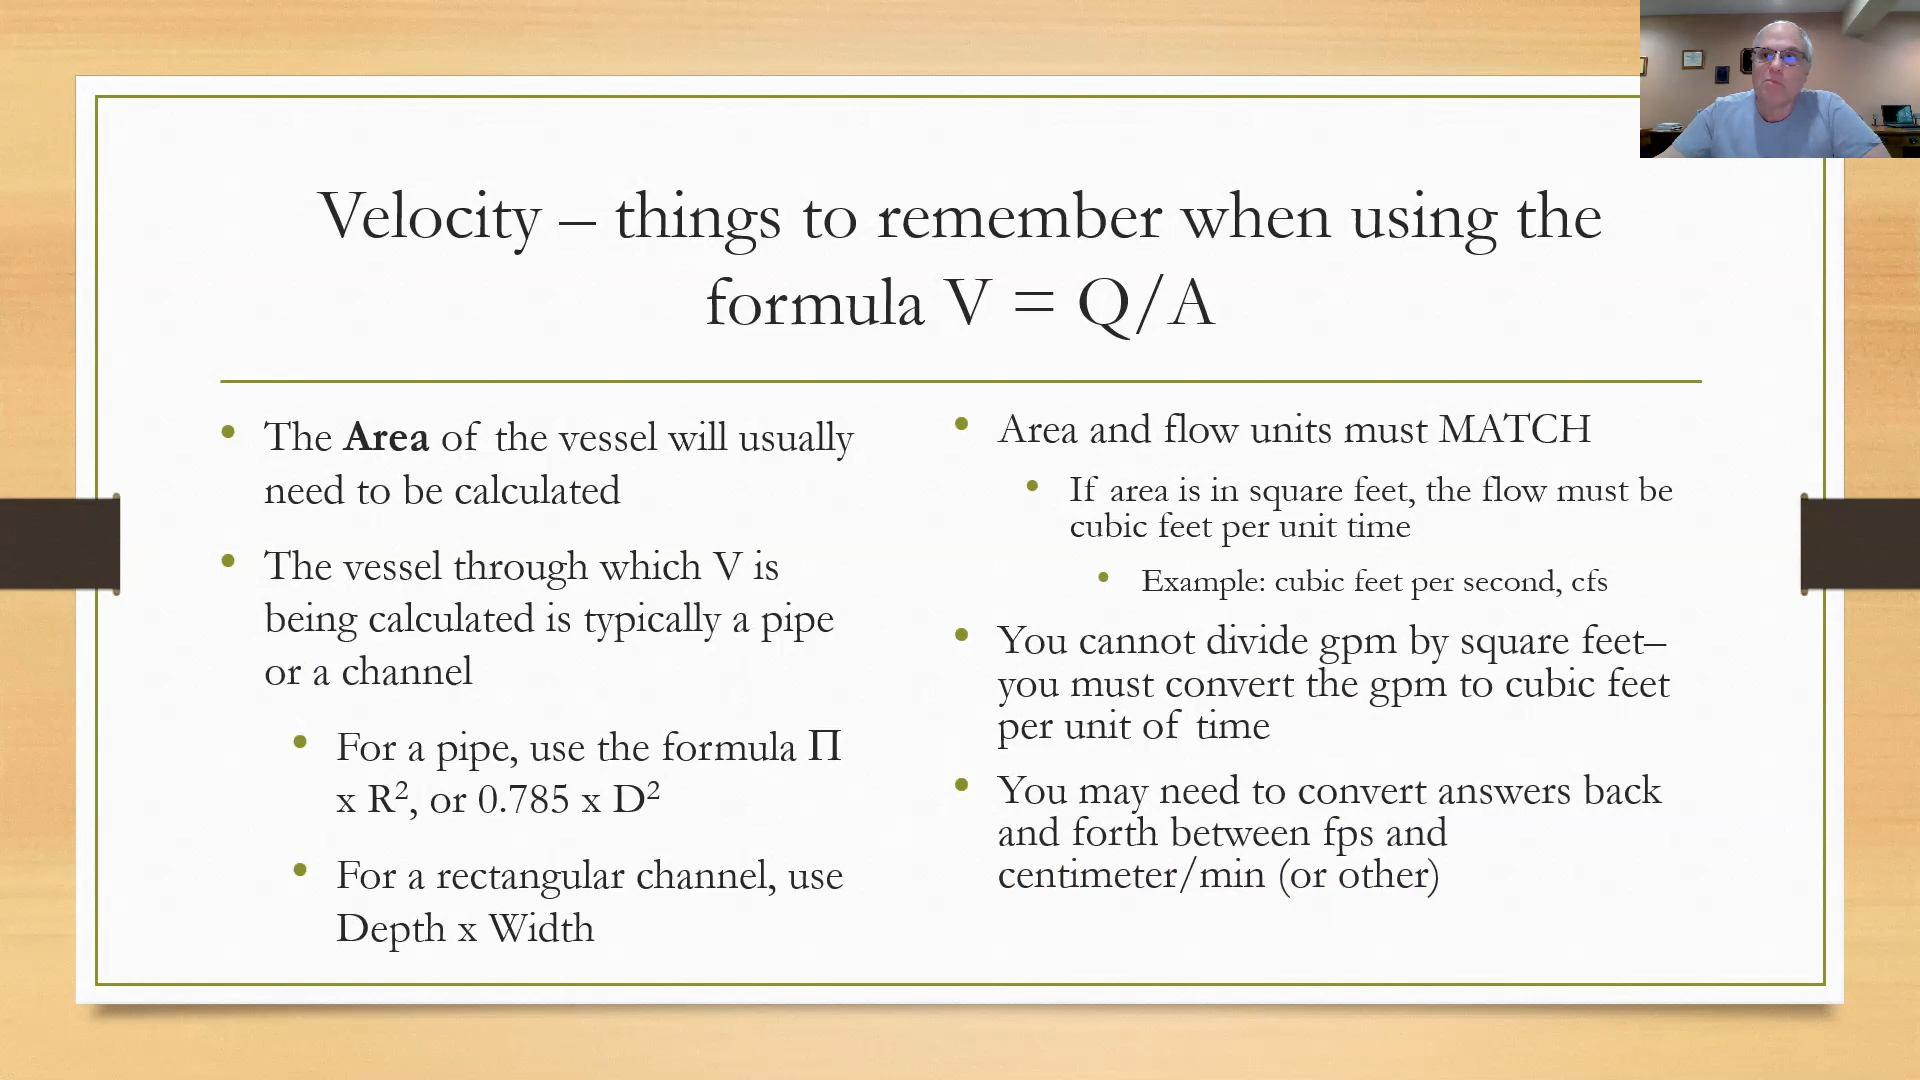 Velocity – things to remember when using the
formula V = Q/A
• The Area of the vessel will usually
need to be calculated
• The vessel through which V is
being calculated is typically a pipe
or a channel
• For a pipe, use the formula Π
x R², or 0.785 x D²
• For a rectangular channel, use
Depth x Width
• Area and flow units must MATCH
• If area is in square feet, the flow must be
cubic feet per unit time
• Example: cubic feet per second, cfs
• You cannot divide gpm by square feet–
you must convert the gpm to cubic feet
per unit of time
• You may need to convert answers back
and forth between fps and
centimeter/min (or other)